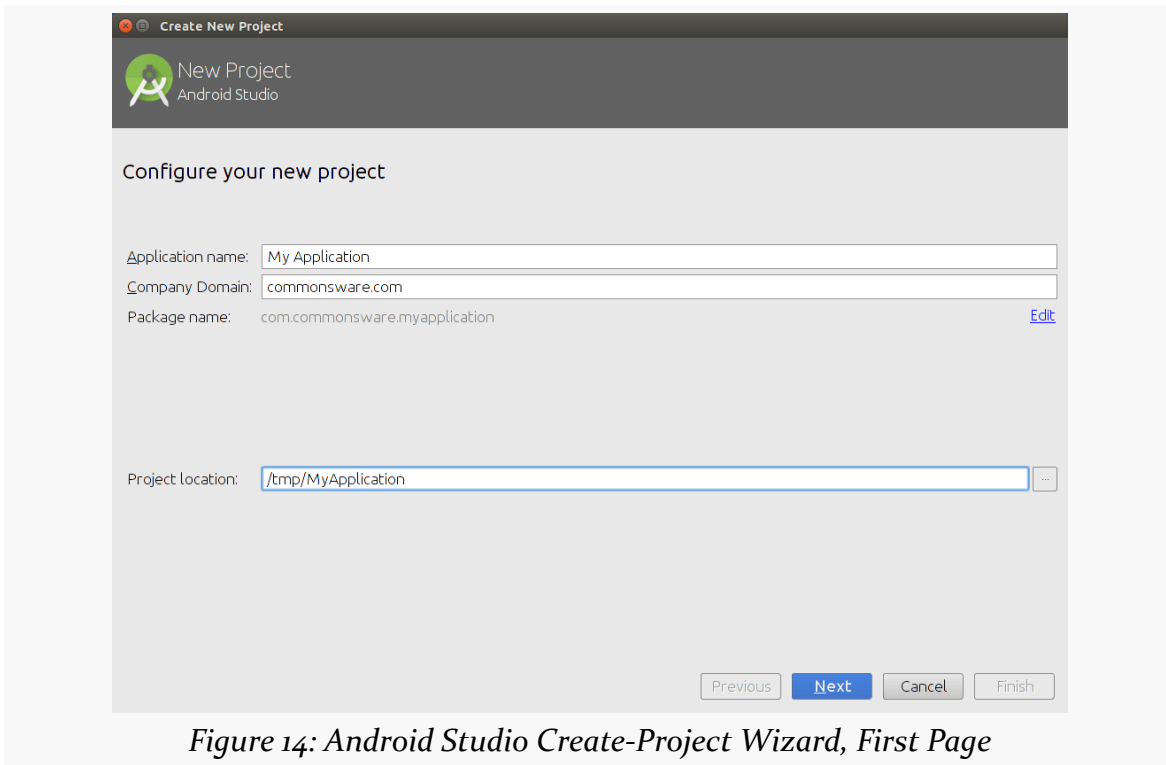 Create New Project
New Project
Android Studio
Configure your new project
Application name: My Application
Company Domain: commonsware.com
Package name: com.commonsware.myapplication Edit
Project location: /tmp/MyApplication ...
Previous Next Cancel Finish
Figure 14: Android Studio Create-Project Wizard, First Page